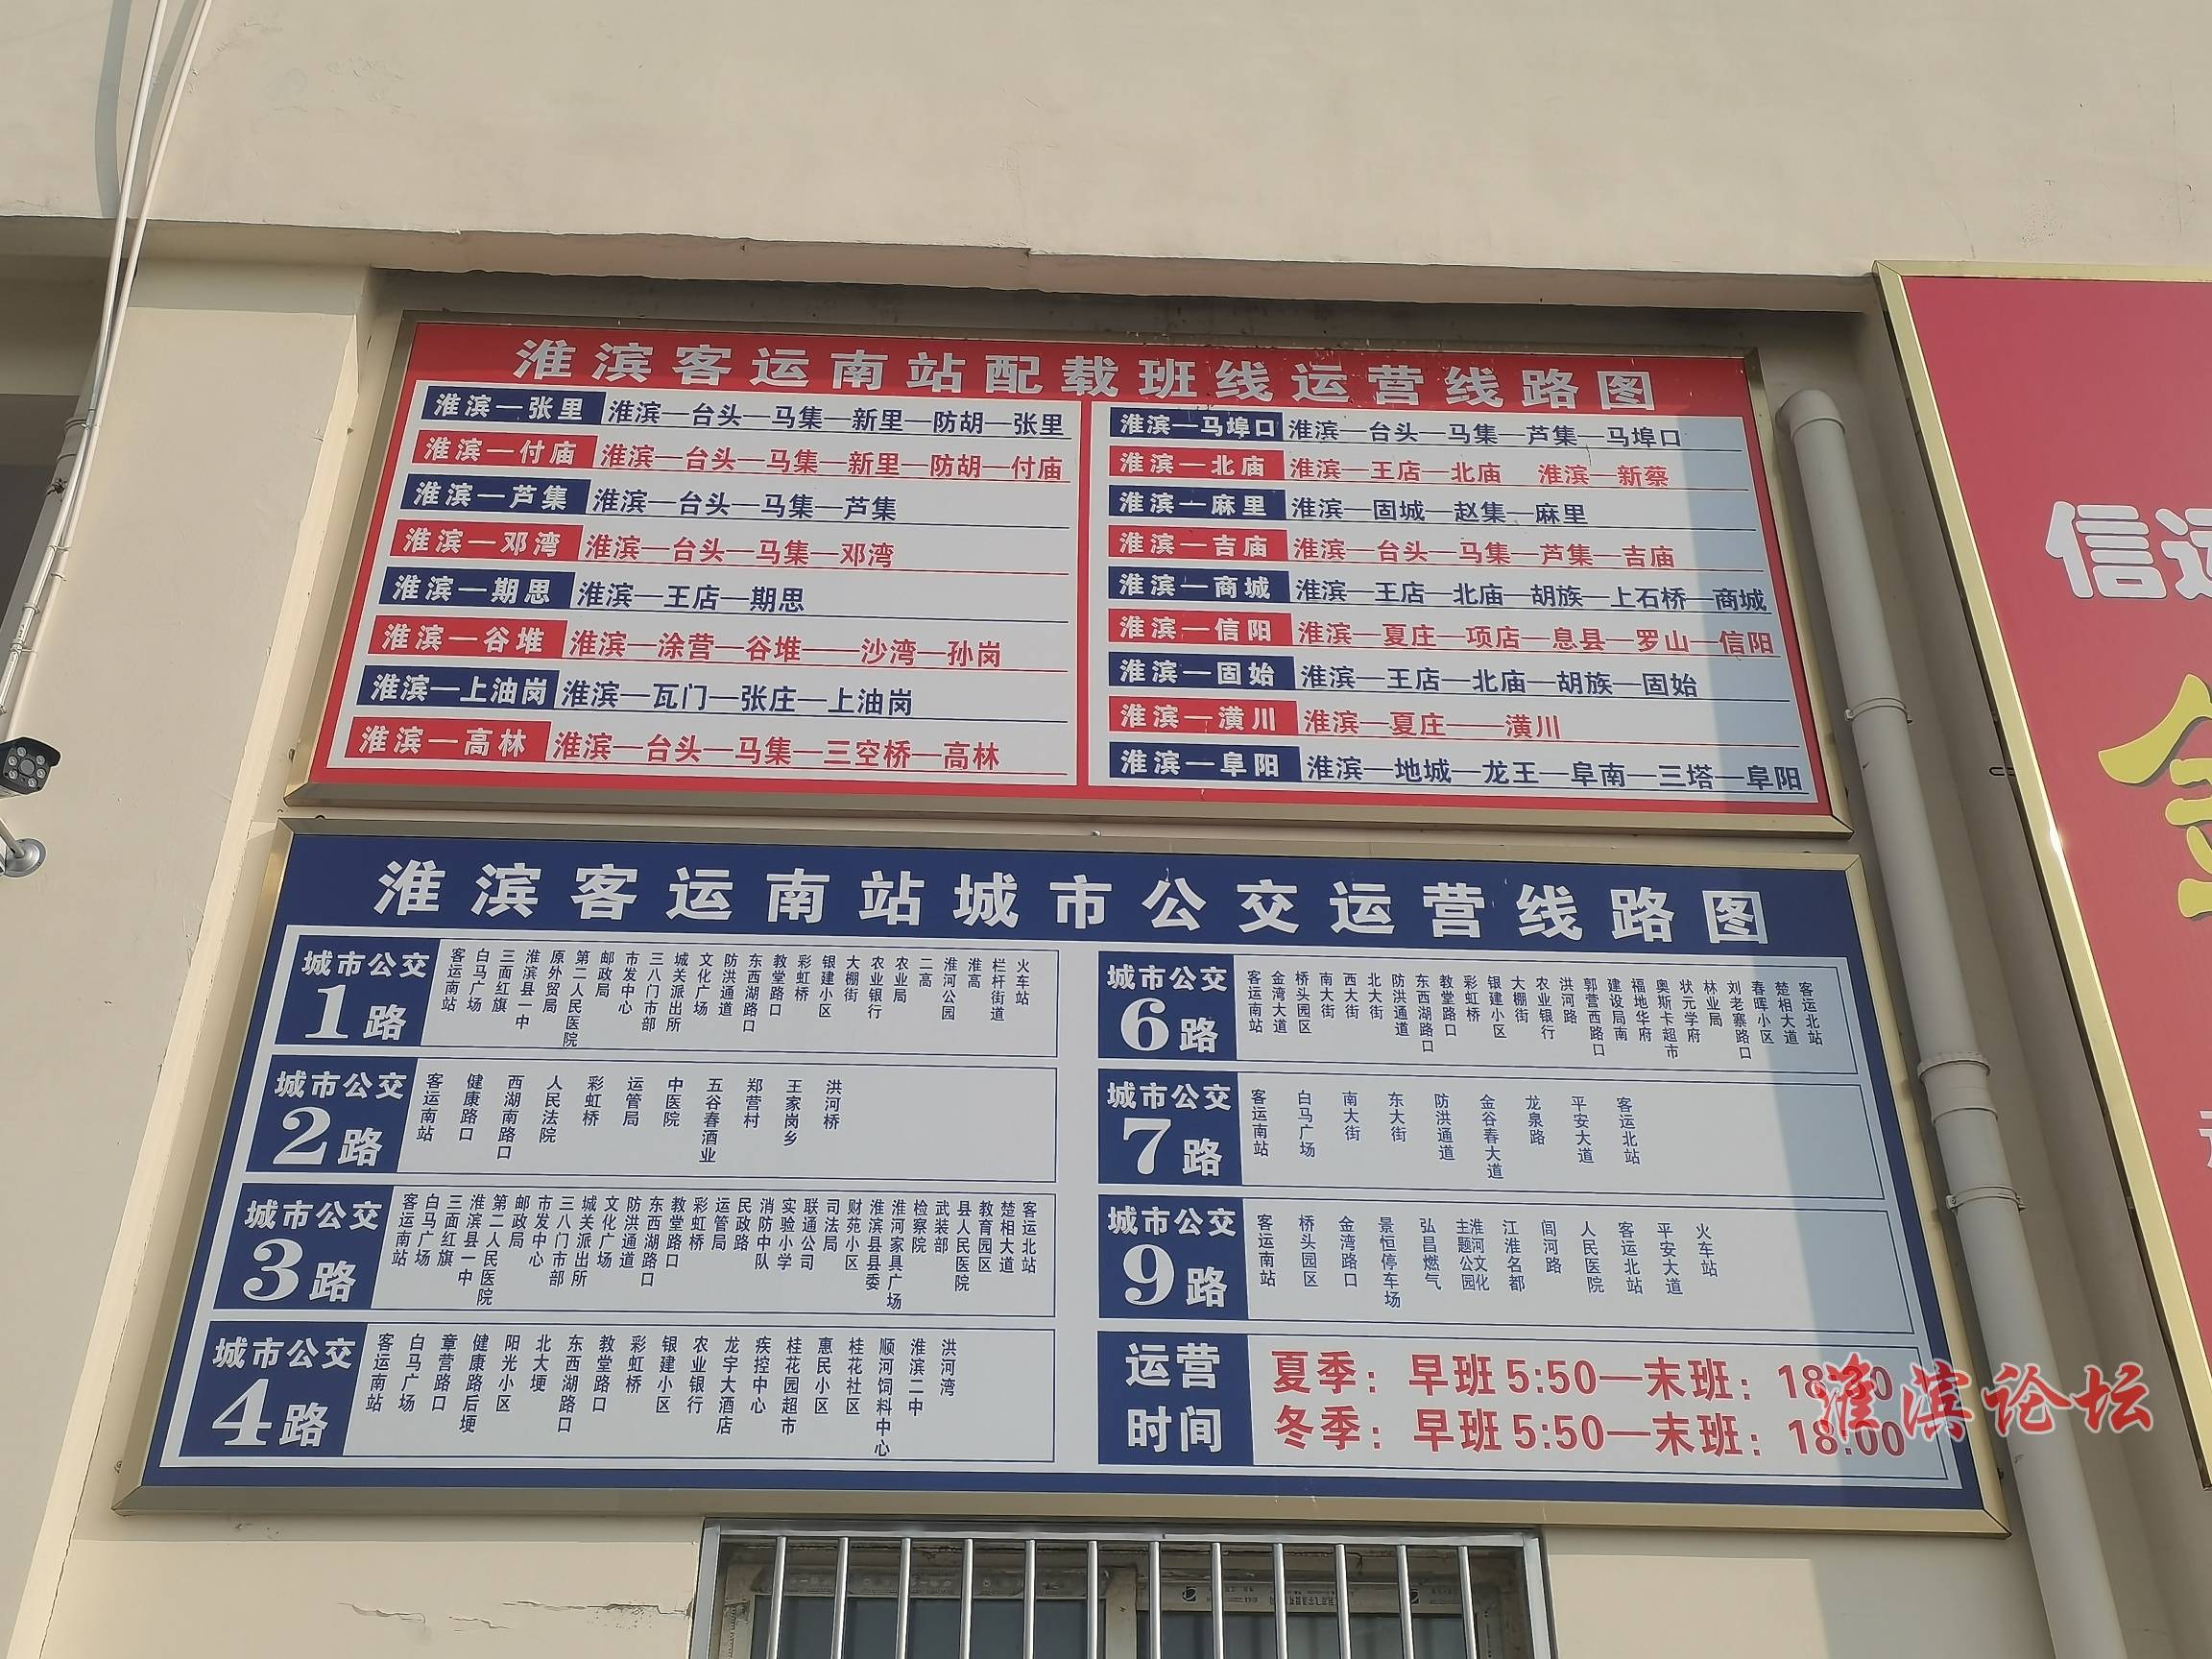 淮滨客运南站配载班线运营线路图
淮滨—张里 淮滨—台头—马集—新里—防胡—张里
淮滨—付庙 淮滨—台头—马集—新里—防胡—付庙
淮滨—芦集 淮滨—台头—马集—芦集
淮滨—邓湾 淮滨—台头—马集—邓湾
淮滨—期思 淮滨—王店—期思
淮滨—谷堆 淮滨—涂营—谷堆——沙湾—孙岗
淮滨—上油岗 淮滨—瓦门—张庄—上油岗
淮滨—高林 淮滨—台头—马集—三空桥—高林
淮滨—马埠口 淮滨—台头—马集—芦集—马埠口
淮滨—北庙 淮滨—王店—北庙 淮滨—新蔡
淮滨—麻里 淮滨—固城—赵集—麻里
淮滨—吉庙 淮滨—台头—马集—芦集—吉庙
淮滨—商城 淮滨—王店—北庙—胡族—上石桥—商城
淮滨—信阳 淮滨—夏庄—项店—息县—罗山—信阳
淮滨—固始 淮滨—王店—北庙—胡族—固始
淮滨—潢川 淮滨—夏庄——潢川
淮滨—阜阳 淮滨—地城—龙王—阜南—三塔—阜阳
淮滨客运南站城市公交运营线路图
城市公交
1路
客运南站 白马广场 三面红旗 淮滨县一中 原外贸局 第二人民医院 邮政局 市发中心 三八门市部 城关派出所 文化广场 防洪通道 东西湖路口 教堂路口 彩虹桥 银建小区 大棚街 农业银行 农业局 二高 淮河公园 淮高 栏杆街道 火车站
城市公交
2路
客运南站 健康路口 西湖南路口 人民法院 彩虹桥 运管局 中医院 五谷春酒业 郑营村 王家岗乡 洪河桥
城市公交
3路
客运南站 白马广场 三面红旗 淮滨县一中 第二人民医院 邮政局 市发中心 三八门市部 城关派出所 文化广场 防洪通道 东西湖路口 教堂路口 彩虹桥 运管局 民政路 消防中队 实验小学 联通公司 司法局 财苑小区 淮滨县县委 淮河家具广场 检察院 武装部 县人民医院 教育园区 楚相大道 客运北站
城市公交
4路
客运南站 白马广场 章营路口 健康路后埂 阳光小区 北大埂 东西湖路口 教堂路口 彩虹桥 银建小区 农业银行 龙宇大酒店 疾控中心 桂花园超市 惠民小区 桂花社区 顺河饲料中心 淮滨二中 洪河湾
城市公交
6路
客运南站 金湾大道 桥头园区 南大街 西大街 北大街 防洪通道 东西湖路口 教堂路口 彩虹桥 银建小区 大棚街 农业银行 洪河路 郭营西路口 建设局南 福地华府 奥斯卡超市 状元学府 林业局 刘老寨路口 春晖小区 楚相大道 客运北站
城市公交
7路
客运南站 白马广场 南大街 东大街 防洪通道 金谷春大道 龙泉路 平安大道 客运北站
城市公交
9路
客运南站 桥头园区 金湾路口 景恒停车场 弘昌燃气 淮河文化主题公园 江淮名都 闾河路 人民医院 客运北站 平安大道 火车站
运营
时间
夏季：早班5:50—末班：18
冬季：早班5:50—末班：18:00
淮滨论坛
信